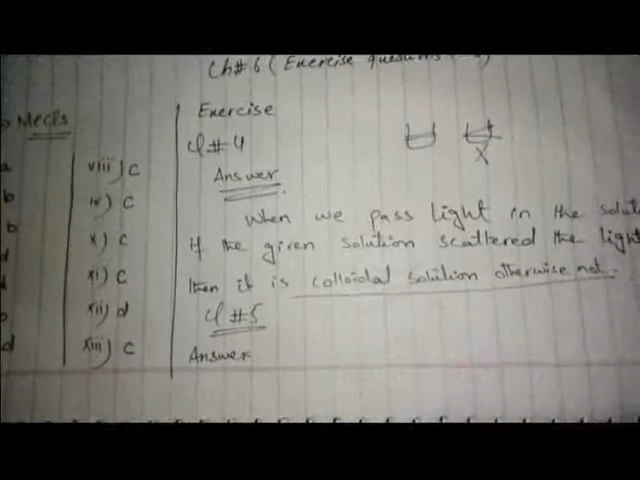 Ch#6 (Exercise questions
Mcqs
a
b
b
d
d
b
d
viii) c
ix) c
x) c
xi) c
xii) d
xiii) c
Exercise
Q#4
X
Answer
when we pass light in the
if the given solution scattered the light
then it is colloidal solution otherwise not.
Q#5
Answer